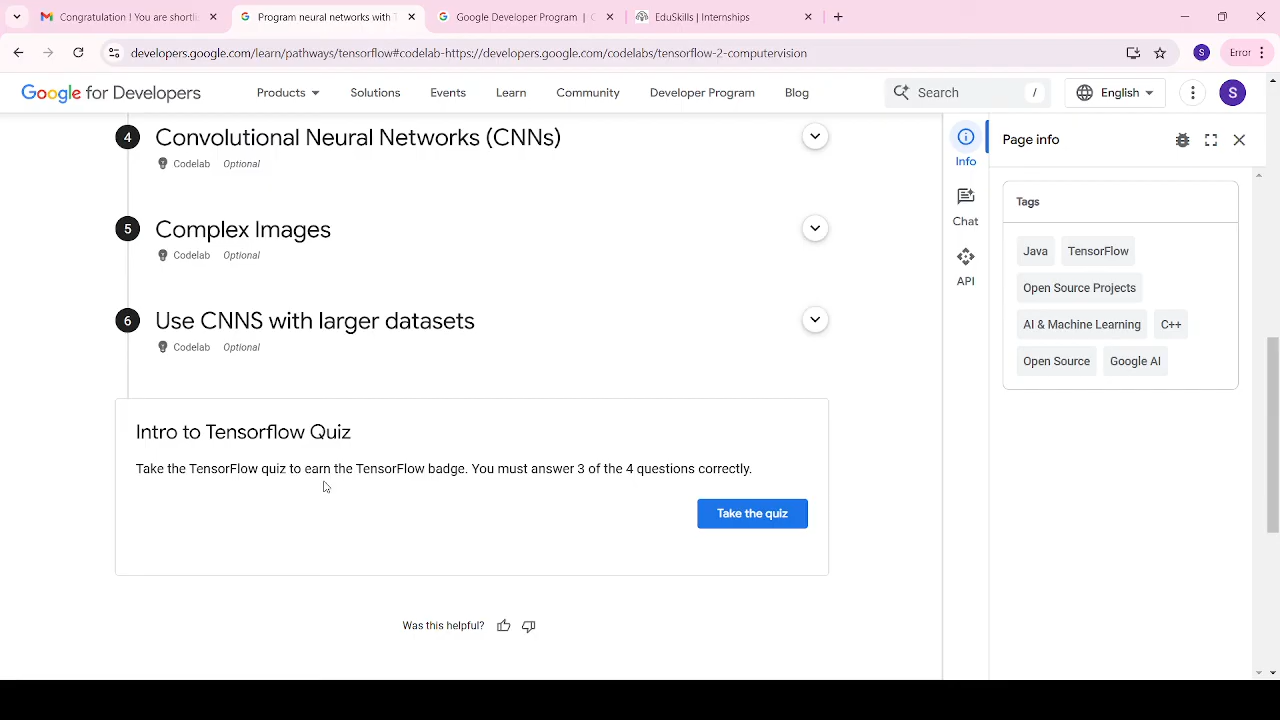 Congratulation ! You are shortli
Program neural networks with T
Google Developer Program |
EduSkills | Internships
developers.google.com/learn/pathways/tensorflow#codelab-https://developers.google.com/codelabs/tensorflow-2-computervision
S
Error
Google for Developers
Products
Solutions
Events
Learn
Community
Developer Program
Blog
Search
/
English
S
4
Convolutional Neural Networks (CNNs)
Codelab
Optional
5
Complex Images
Codelab
Optional
6
Use CNNS with larger datasets
Codelab
Optional
Intro to Tensorflow Quiz
Take the TensorFlow quiz to earn the TensorFlow badge. You must answer 3 of the 4 questions correctly.
Take the quiz
Was this helpful?
Info
Chat
API
Page info
Tags
Java
TensorFlow
Open Source Projects
AI & Machine Learning
C++
Open Source
Google AI